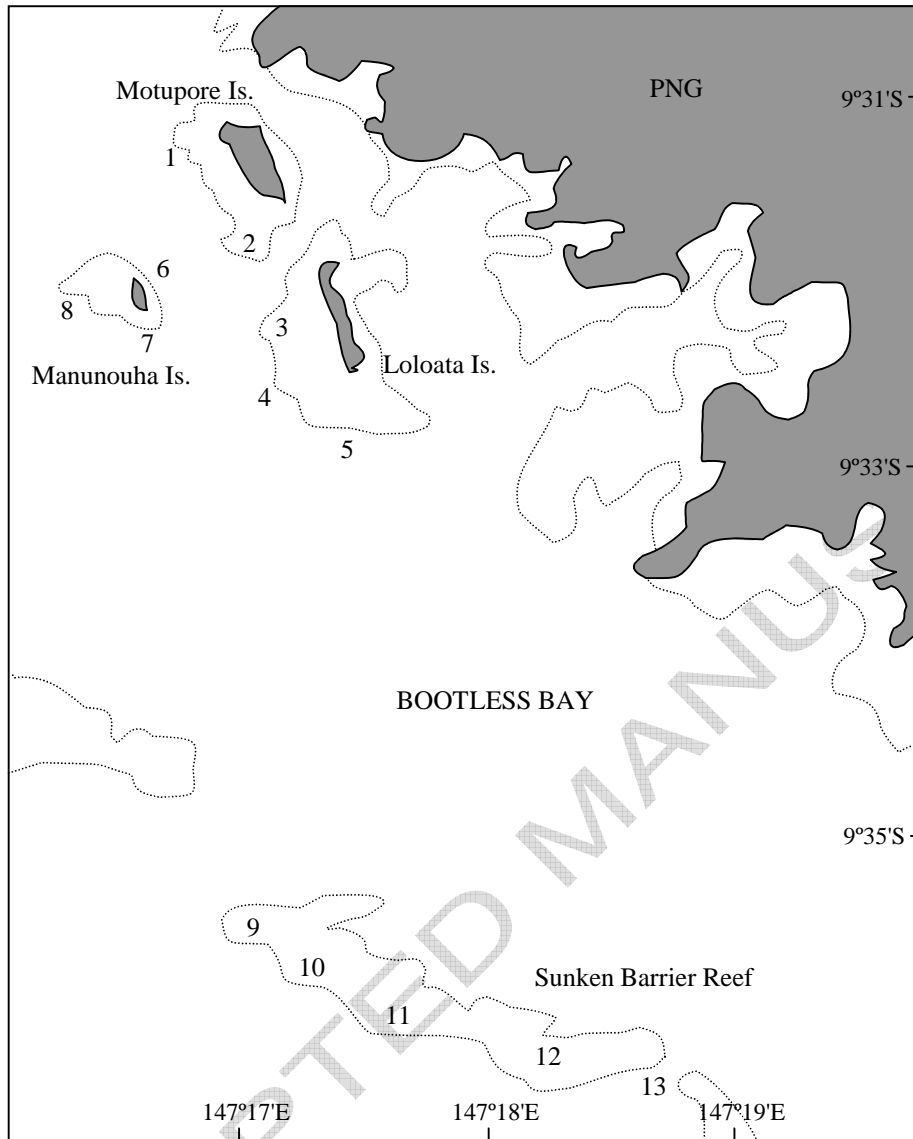 PNG
Motupore Is.
9º31'S
1
2
6
8
3
7
Manunouha Is.
Loloata Is.
4
5
9º33'S
BOOTLESS BAY
9º35'S
9
10
Sunken Barrier Reef
11
12
13
147º17'E
147º18'E
147º19'E
PTED MANUS